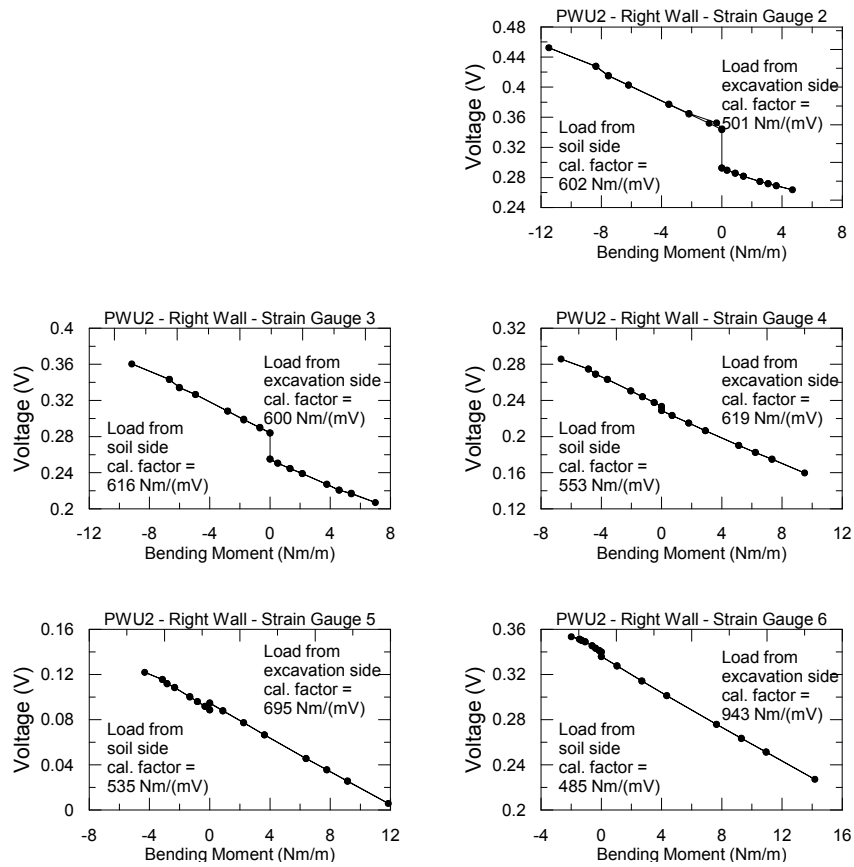 PWU2 - Right Wall - Strain Gauge 2
0.48
0.44
0.4
0.36
0.32
0.28
0.24
Voltage (V)
Load from
excavation side
cal. factor =
501 Nm/(mV)
Load from
soil side
cal. factor =
602 Nm/(mV)
-12 -8 -4 0 4 8
Bending Moment (Nm/m)
PWU2 - Right Wall - Strain Gauge 3
0.4
0.36
0.32
0.28
0.24
0.2
Voltage (V)
Load from
excavation side
cal. factor =
600 Nm/(mV)
Load from
soil side
cal. factor =
616 Nm/(mV)
-12 -8 -4 0 4 8
Bending Moment (Nm/m)
PWU2 - Right Wall - Strain Gauge 4
0.32
0.28
0.24
0.2
0.16
0.12
Voltage (V)
Load from
excavation side
cal. factor =
619 Nm/(mV)
Load from
soil side
cal. factor =
553 Nm/(mV)
-8 -4 0 4 8 12
Bending Moment (Nm/m)
PWU2 - Right Wall - Strain Gauge 5
0.16
0.12
0.08
0.04
0
Voltage (V)
Load from
excavation side
cal. factor =
695 Nm/(mV)
Load from
soil side
cal. factor =
535 Nm/(mV)
-8 -4 0 4 8 12
Bending Moment (Nm/m)
PWU2 - Right Wall - Strain Gauge 6
0.36
0.32
0.28
0.24
0.2
Voltage (V)
Load from
excavation side
cal. factor =
943 Nm/(mV)
Load from
soil side
cal. factor =
485 Nm/(mV)
-4 0 4 8 12 16
Bending Moment (Nm/m)